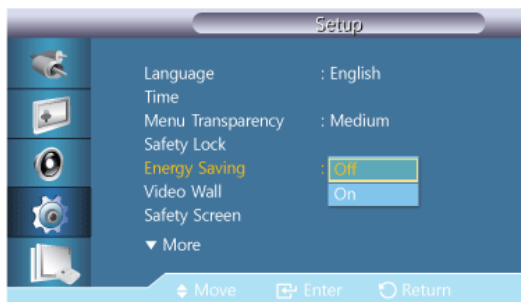 Setup
Language : English
Time
Menu Transparency : Medium
Safety Lock
Energy Saving : Off
On
Video Wall
Safety Screen
▼ More
Move Enter Return